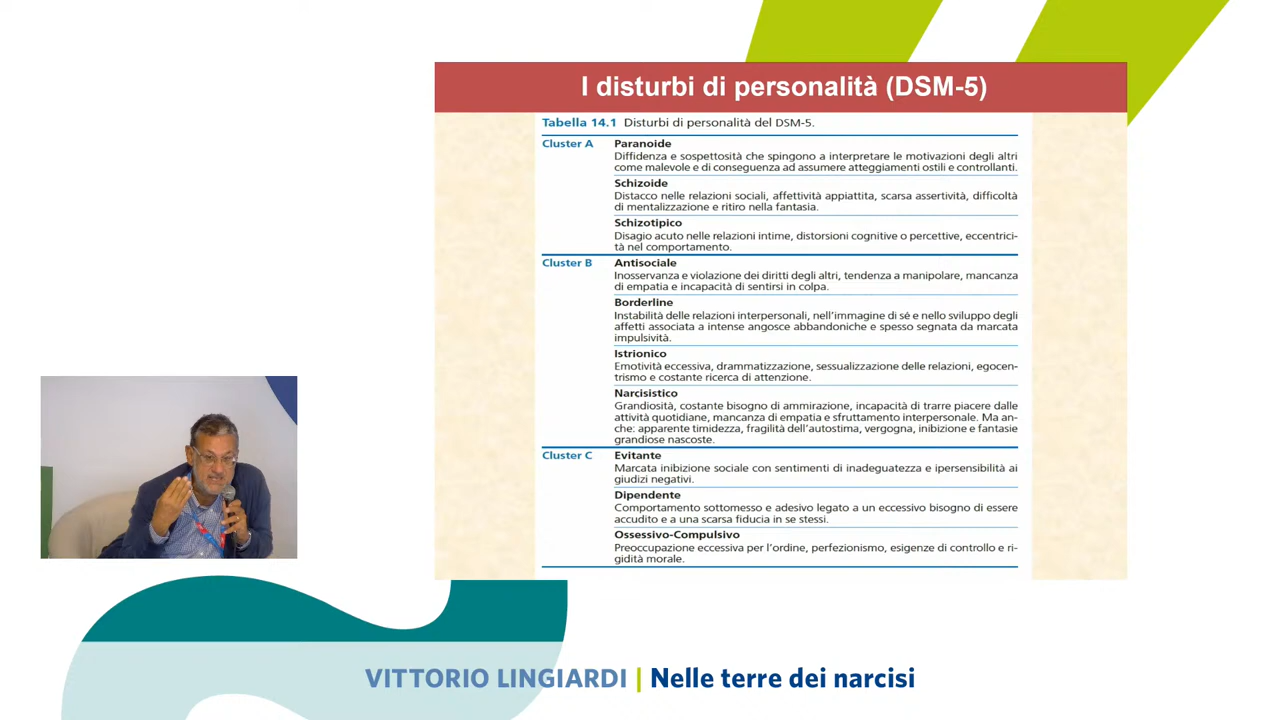 I disturbi di personalità (DSM-5)
Tabella 14.1 Disturbi di personalità del DSM-5.
Cluster A Paranoide
Diffidenza e sospettosità che spingono a interpretare le motivazioni degli altri
come malevole e di conseguenza ad assumere atteggiamenti ostili e controllanti.
Schizoide
Distacco nelle relazioni sociali, affettività appiattita, scarsa assertività, difficoltà
di mentalizzazione e ritiro nella fantasia.
Schizotipico
Disagio acuto nelle relazioni intime, distorsioni cognitive o percettive, eccentrici-
tà nel comportamento.
Cluster B Antisociale
Inosservanza e violazione dei diritti degli altri, tendenza a manipolare, mancanza
di empatia e incapacità di sentirsi in colpa.
Borderline
Instabilità delle relazioni interpersonali, nell'immagine di sé e nello sviluppo degli
affetti associata a intense angosce abbandoniche e spesso segnata da marcata
impulsività.
Istrionico
Emotività eccessiva, drammatizzazione, sessualizzazione delle relazioni, egocen-
trismo e costante ricerca di attenzione.
Narcisistico
Grandiosità, costante bisogno di ammirazione, incapacità di trarre piacere dalle
attività quotidiane, mancanza di empatia e sfruttamento interpersonale. Ma an-
che: apparente timidezza, fragilità dell'autostima, vergogna, inibizione e fantasie
grandiose nascoste.
Cluster C Evitante
Marcata inibizione sociale con sentimenti di inadeguatezza e ipersensibilità ai
giudizi negativi.
Dipendente
Comportamento sottomesso e adesivo legato a un eccessivo bisogno di essere
accudito e a una scarsa fiducia in se stessi.
Ossessivo-Compulsivo
Preoccupazione eccessiva per l'ordine, perfezionismo, esigenze di controllo e ri-
gidità morale.
VITTORIO LINGIARDI | Nelle terre dei narcisi